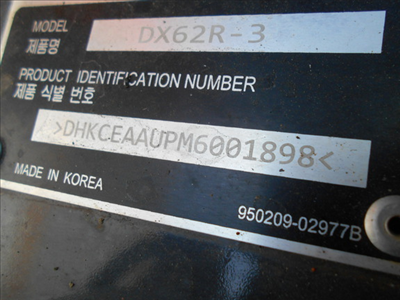 MODEL DX62R-3
제품명
PRODUCT IDENTIFICATION NUMBER
제품 식별 번호
>DHKCEAAUPM6001898<
MADE IN KOREA
950209-02977B